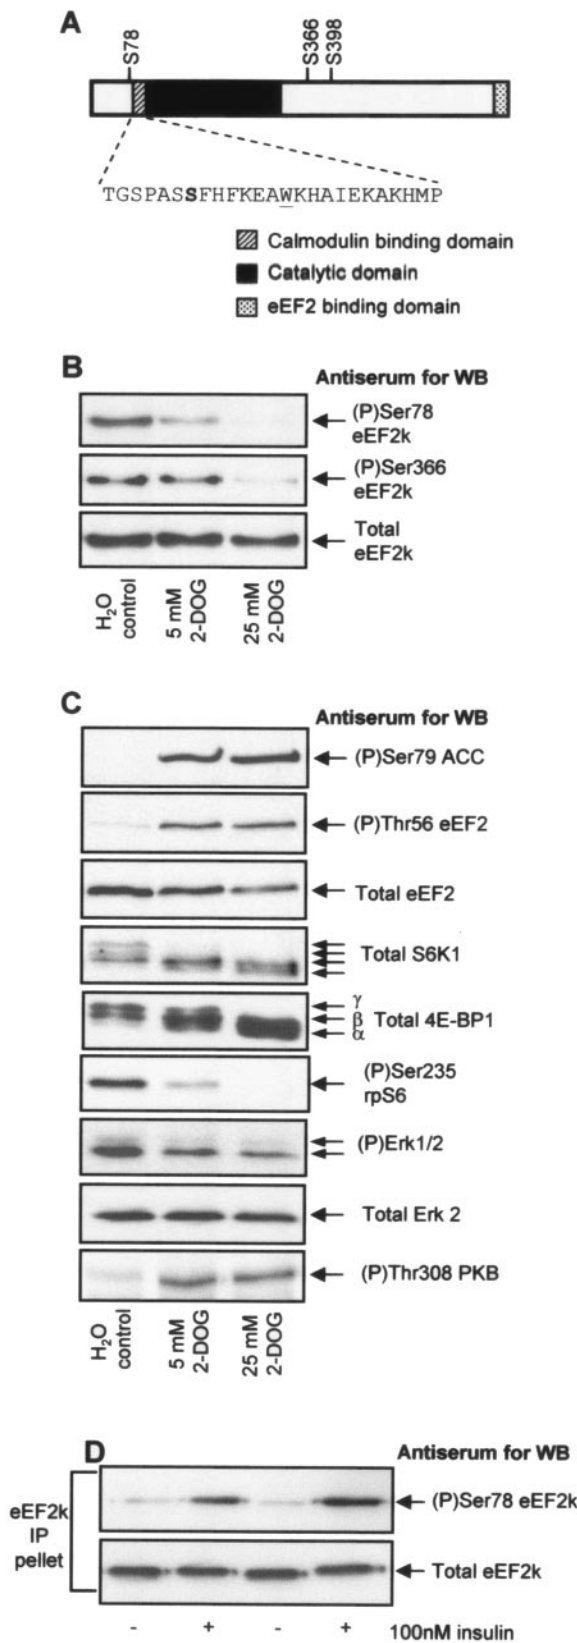 A
S78
S366
S398
TGSPASSFHFKEAWKHAIEKAKHMP
Calmodulin binding domain
Catalytic domain
eEF2 binding domain
B
Antiserum for WB
(P)Ser78
eEF2k
(P)Ser366
eEF2k
Total
eEF2k
H2O
control
5 mM
2-DOG
25 mM
2-DOG
C
Antiserum for WB
(P)Ser79 ACC
(P)Thr56 eEF2
Total eEF2
Total S6K1
γ
β Total 4E-BP1
α
(P)Ser235
rpS6
(P)Erk1/2
Total Erk 2
(P)Thr308 PKB
H2O
control
5 mM
2-DOG
25 mM
2-DOG
D
Antiserum for WB
eEF2k
IP
pellet
(P)Ser78 eEF2k
Total eEF2k
- + - + 100nM insulin